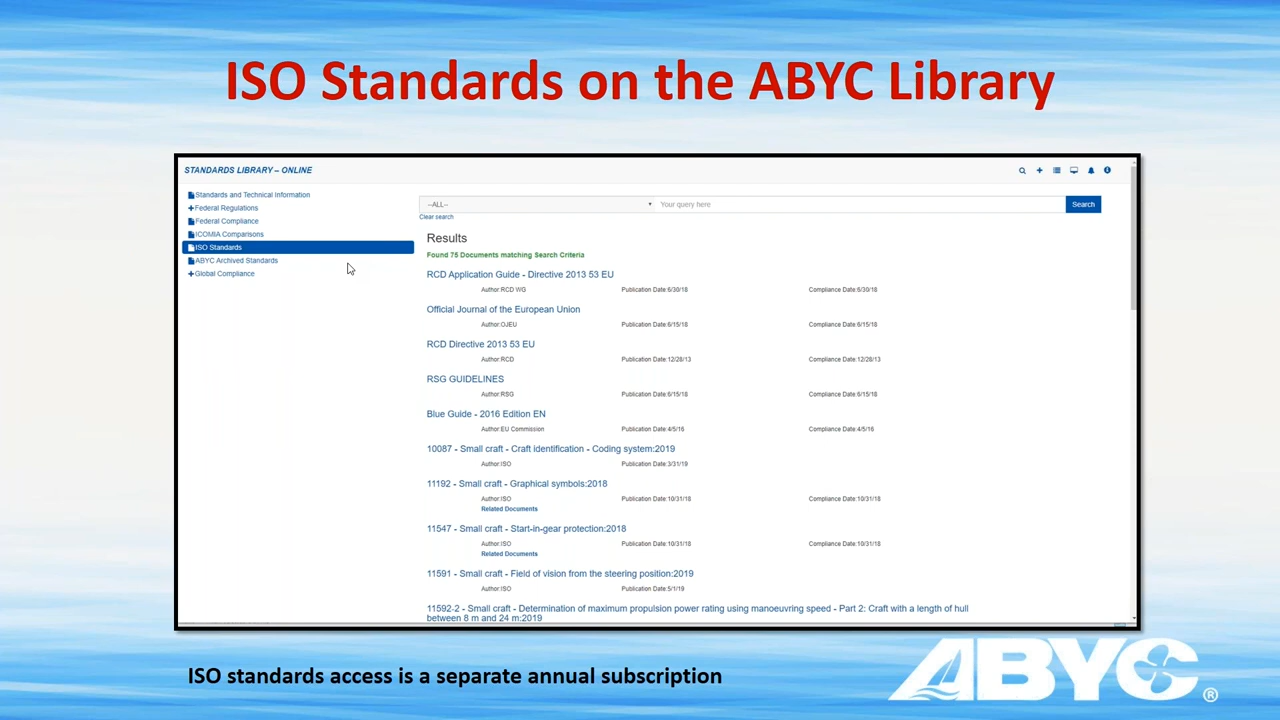 ISO Standards on the ABYC Library
STANDARDS LIBRARY – ONLINE
Standards and Technical Information
Federal Regulations
Federal Compliance
ICOMIA Comparisons
ISO Standards
ABYC Archived Standards
Global Compliance
--ALL--
Your query here
Search
Clear search
Results
Found 75 Documents matching Search Criteria
RCD Application Guide - Directive 2013 53 EU
Author:RCD WG Publication Date:6/30/18 Compliance Date:6/30/18
Official Journal of the European Union
Author:OJEU Publication Date:6/15/18 Compliance Date:6/15/18
RCD Directive 2013 53 EU
Author:RCD Publication Date:12/28/13 Compliance Date:12/28/13
RSG GUIDELINES
Author:RSG Publication Date:6/15/18 Compliance Date:6/15/18
Blue Guide - 2016 Edition EN
Author:EU Commission Publication Date:4/5/16 Compliance Date:4/5/16
10087 - Small craft - Craft identification - Coding system:2019
Author:ISO Publication Date:3/31/19
11192 - Small craft - Graphical symbols:2018
Author:ISO Publication Date:10/31/18 Compliance Date:10/31/18
Related Documents
11547 - Small craft - Start-in-gear protection:2018
Author:ISO Publication Date:10/31/18 Compliance Date:10/31/18
Related Documents
11591 - Small craft - Field of vision from the steering position:2019
Author:ISO Publication Date:5/1/19
11592-2 - Small craft - Determination of maximum propulsion power rating using manoeuvring speed - Part 2: Craft with a length of hull
between 8 m and 24 m:2019
ISO standards access is a separate annual subscription
ABYC®